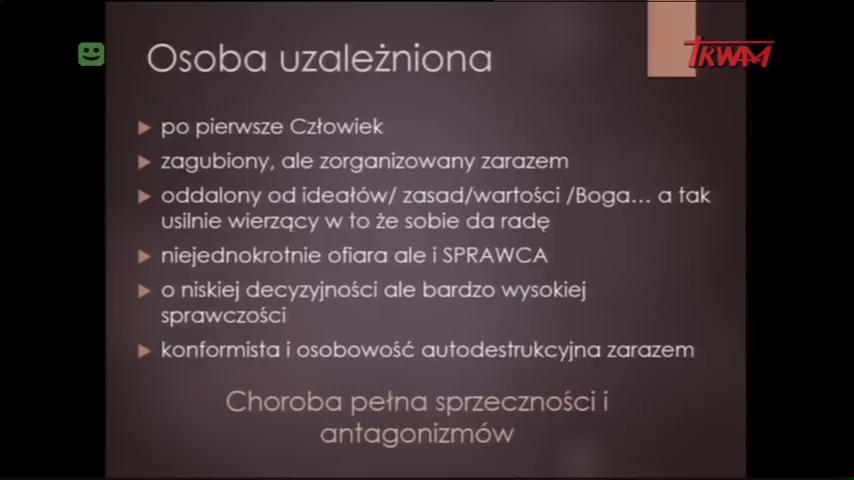 Osoba uzależniona
TRWAM
po pierwsze Człowiek
zagubiony, ale zorganizowany zarazem
oddalony od ideałów/ zasad/wartości /Boga... a tak
usilnie wierzący w to że sobie da radę
niejednokrotnie ofiara ale i SPRAWCA
o niskiej decyzyjności ale bardzo wysokiej
sprawczości
konformista i osobowość autodestrukcyjna zarazem
Choroba pełna sprzeczności i
antagonizmów